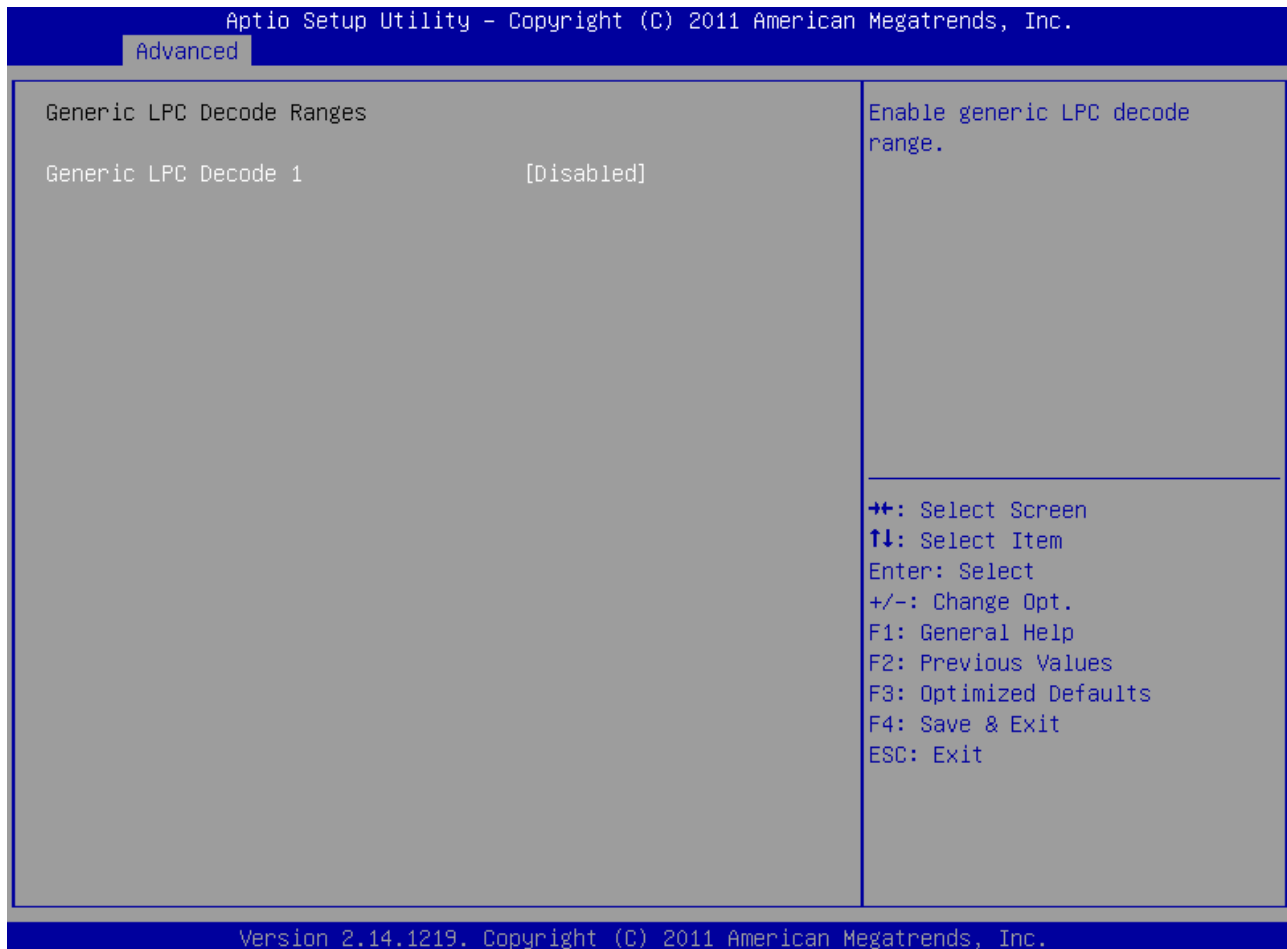 Aptio Setup Utility – Copyright (C) 2011 American Megatrends, Inc.
Advanced
Generic LPC Decode Ranges
Generic LPC Decode 1 [Disabled]
Enable generic LPC decode
range.
→←: Select Screen
↑↓: Select Item
Enter: Select
+/-: Change Opt.
F1: General Help
F2: Previous Values
F3: Optimized Defaults
F4: Save & Exit
ESC: Exit
Version 2.14.1219. Copyright (C) 2011 American Megatrends, Inc.